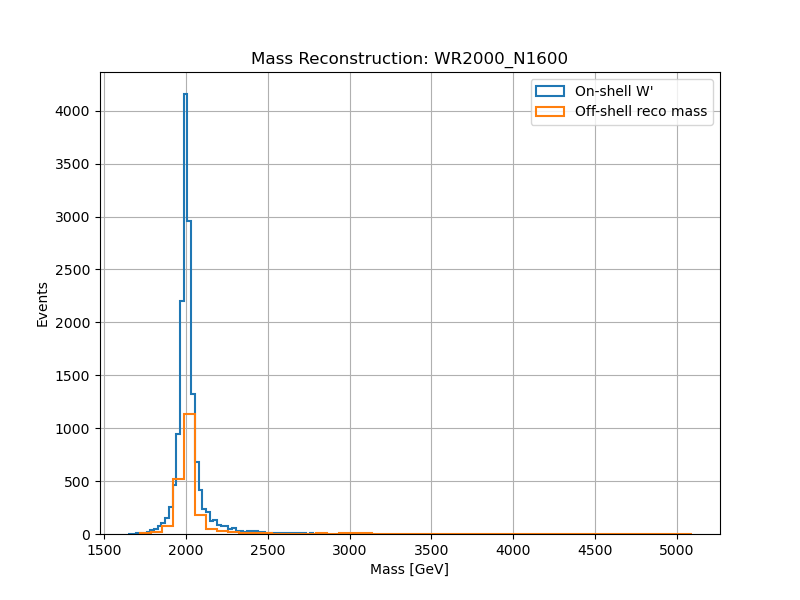 Mass Reconstruction: WR2000_N1600
On-shell W'
Off-shell reco mass
Events
4000
3500
3000
2500
2000
1500
1000
500
0
1500 2000 2500 3000 3500 4000 4500 5000
Mass [GeV]